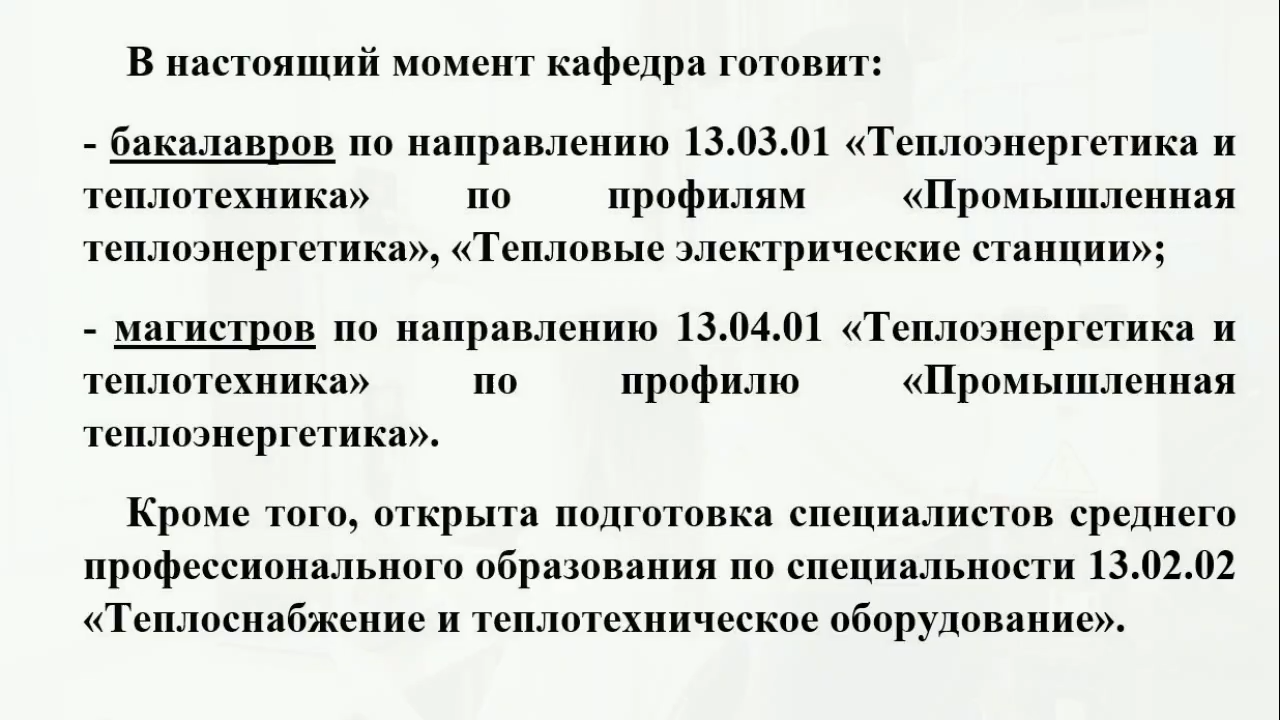 В настоящий момент кафедра готовит:
- бакалавров по направлению 13.03.01 «Теплоэнергетика и
теплотехника» по профилям «Промышленная
теплоэнергетика», «Тепловые электрические станции»;
- магистров по направлению 13.04.01 «Теплоэнергетика и
теплотехника» по профилю «Промышленная
теплоэнергетика».
Кроме того, открыта подготовка специалистов среднего
профессионального образования по специальности 13.02.02
«Теплоснабжение и теплотехническое оборудование».